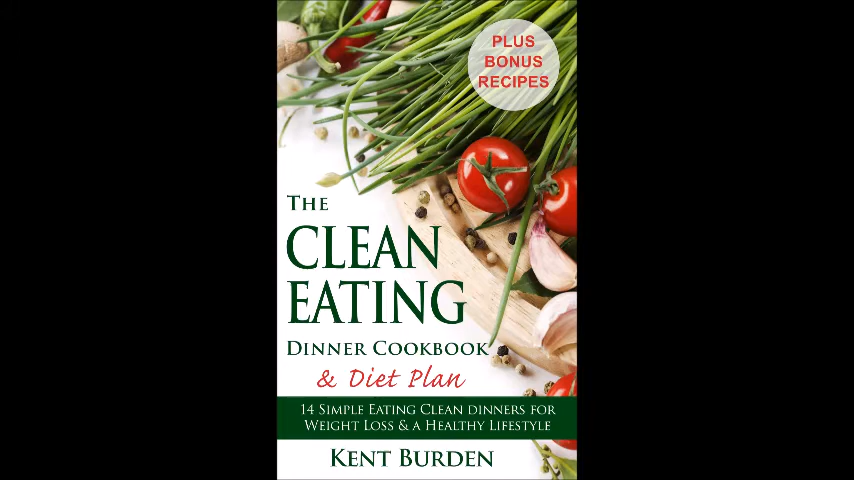 PLUS
BONUS
RECIPES
THE
CLEAN
EATING
DINNER COOKBOOK
& Diet Plan
14 SIMPLE EATING CLEAN DINNERS FOR
WEIGHT LOSS & A HEALTHY LIFESTYLE
KENT BURDEN